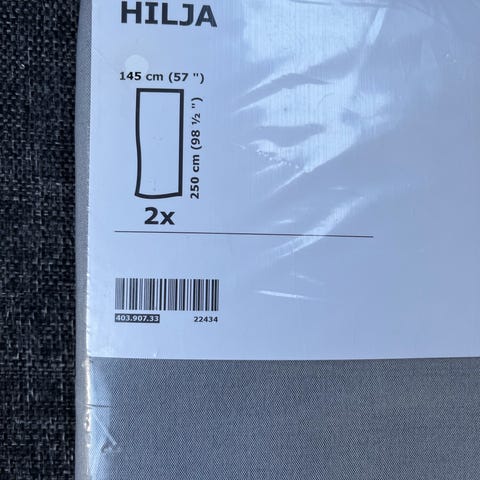 HILJA
145 cm (57 ")
250 cm (98 ½ ")
2x
403.907.33 22434